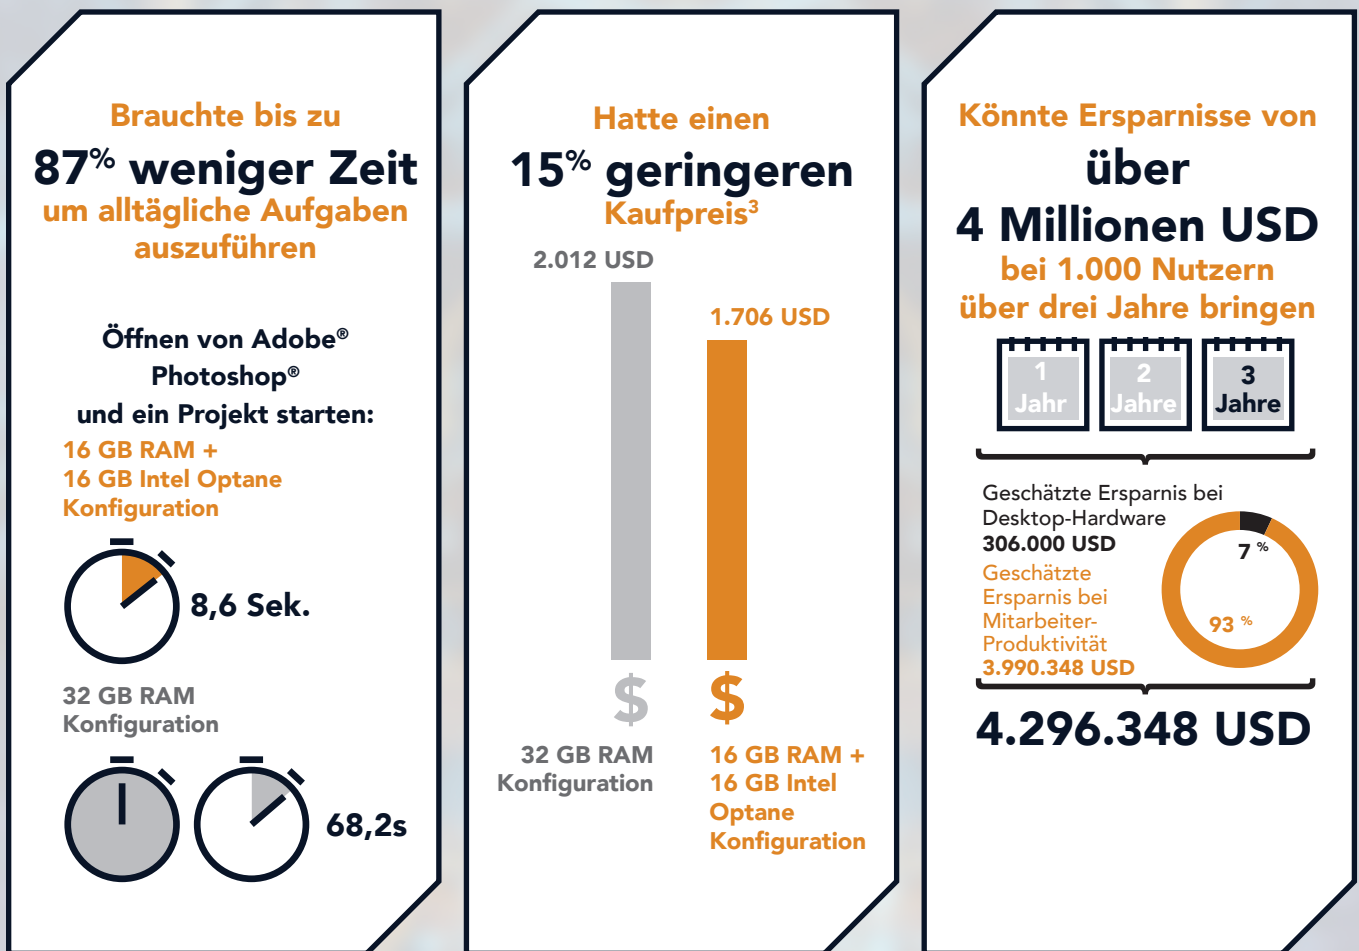 Brauchte bis zu
87% weniger Zeit
um alltägliche Aufgaben
auszuführen
Öffnen von Adobe®
Photoshop®
und ein Projekt starten:
16 GB RAM +
16 GB Intel Optane
Konfiguration
8,6 Sek.
32 GB RAM
Konfiguration
68,2s
Hatte einen
15% geringeren
Kaufpreis³
2.012 USD
1.706 USD
$
$
32 GB RAM
Konfiguration
16 GB RAM +
16 GB Intel
Optane
Konfiguration
Könnte Ersparnisse von
über
4 Millionen USD
bei 1.000 Nutzern
über drei Jahre bringen
1
Jahr
2
Jahre
3
Jahre
Geschätzte Ersparnis bei
Desktop-Hardware
306.000 USD
7 %
Geschätzte
Ersparnis bei
Mitarbeiter-
Produktivität
3.990.348 USD
93 %
4.296.348 USD